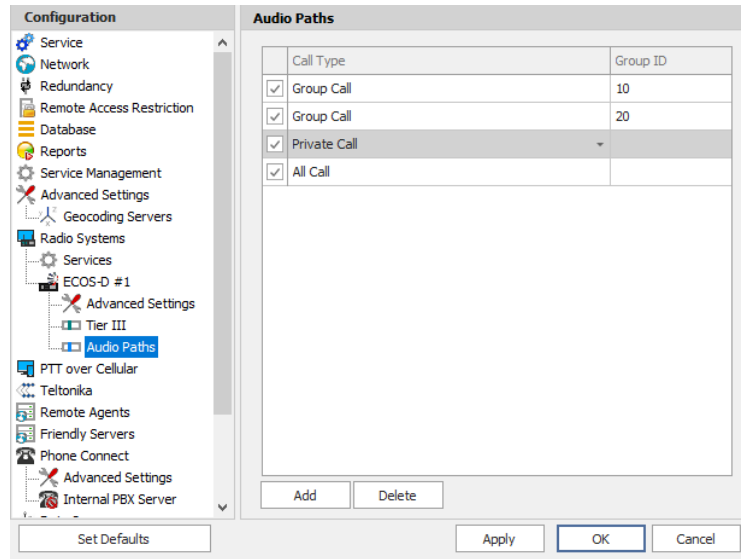 Configuration
Service
Network
Redundancy
Remote Access Restriction
Database
Reports
Service Management
Advanced Settings
Geocoding Servers
Radio Systems
Services
ECOS-D #1
Advanced Settings
Tier III
Audio Paths
PTT over Cellular
Teltonika
Remote Agents
Friendly Servers
Phone Connect
Advanced Settings
Internal PBX Server
Set Defaults
Audio Paths
Call Type Group ID
Group Call 10
Group Call 20
Private Call
All Call
Add Delete
Apply OK Cancel